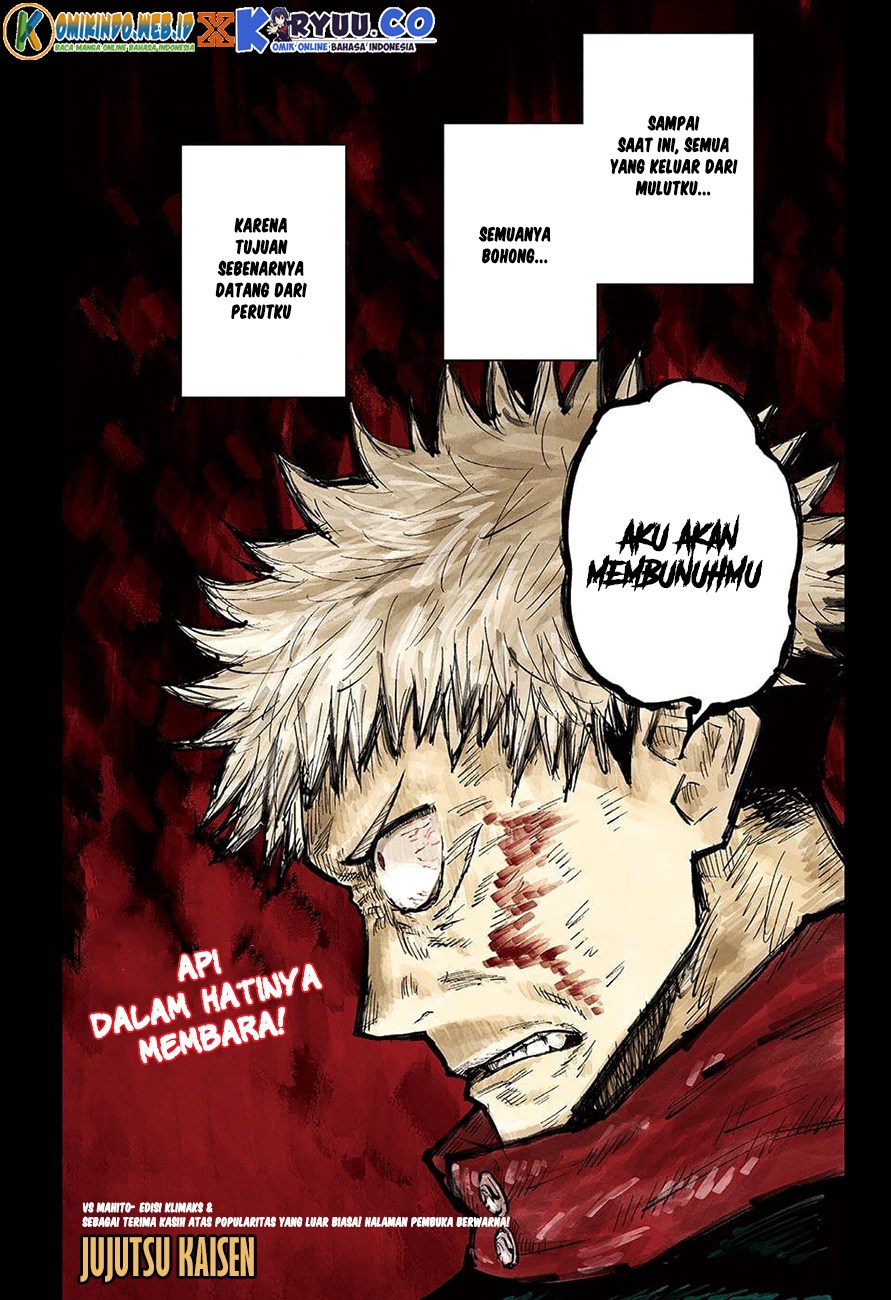 KOMIKINDO.WEB.ID X KIRYUU.CO
BACA MANGA ONLINE BAHASA INDONESIA
KOMIK ONLINE BAHASA INDONESIA
SAMPAI
SAAT INI, SEMUA
YANG KELUAR DARI
MULUTKU...
SEMUANYA
BOHONG...
KARENA
TUJUAN
SEBENARNYA
DATANG DARI
PERUTKU
AKU AKAN
MEMBUNUHMU
API
DALAM HATINYA
MEMBARA!
VS MAHITO- EDISI KLIMAKS &
SEBAGAI TERIMA KASIH ATAS POPULARITAS YANG LUAR BIASA! HALAMAN PEMBUKA BERWARNA!
JUJUTSU KAISEN